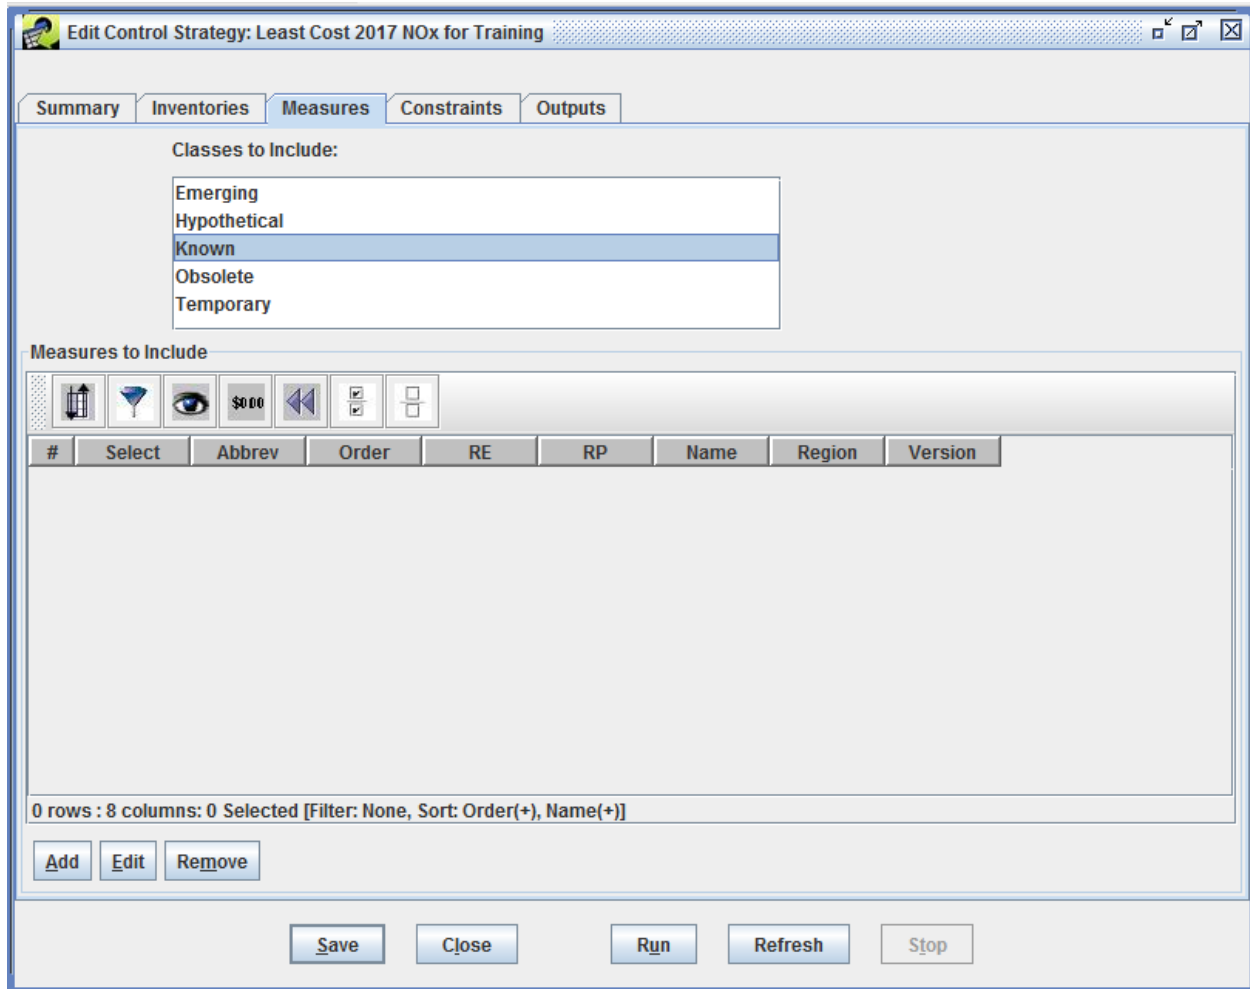 Edit Control Strategy: Least Cost 2017 NOx for Training
Summary Inventories Measures Constraints Outputs
Classes to Include:
Emerging
Hypothetical
Known
Obsolete
Temporary
Measures to Include
$000
# Select Abbrev Order RE RP Name Region Version
0 rows : 8 columns: 0 Selected [Filter: None, Sort: Order(+), Name(+)]
Add Edit Remove
Save Close Run Refresh Stop